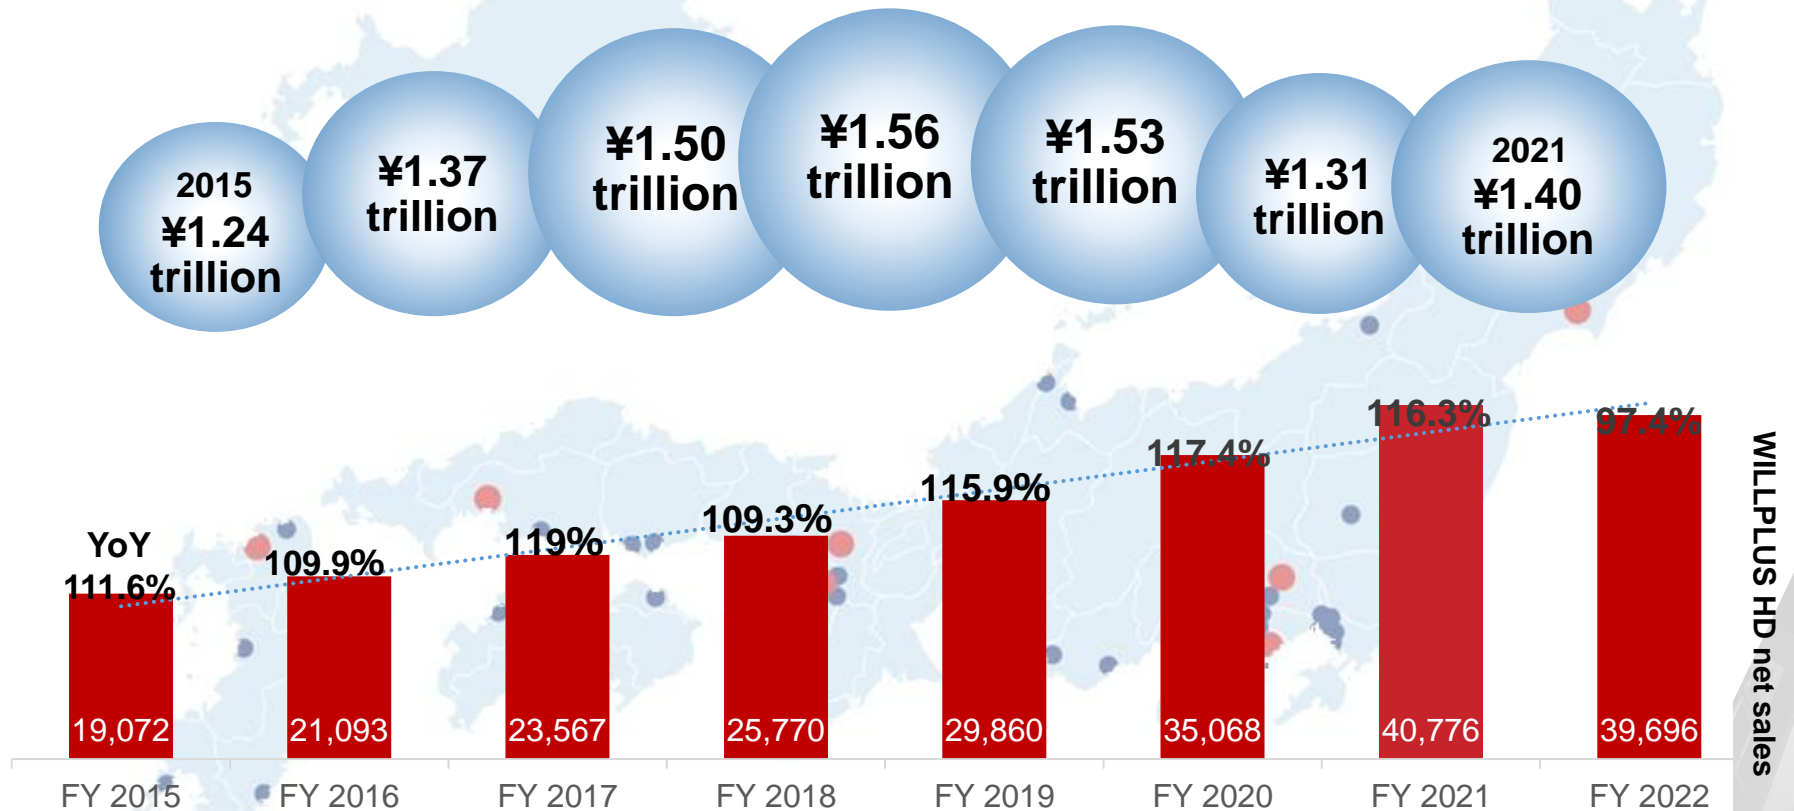 2015
¥1.24
trillion
¥1.37
trillion
¥1.50
trillion
¥1.56
trillion
¥1.53
trillion
¥1.31
trillion
2021
¥1.40
trillion
YoY
111.6%
109.9%
119%
109.3%
115.9%
117.4%
116.3%
97.4%
19,072
21,093
23,567
25,770
29,860
35,068
40,776
39,696
FY 2015
FY 2016
FY 2017
FY 2018
FY 2019
FY 2020
FY 2021
FY 2022
WILLPLUS HD net sales